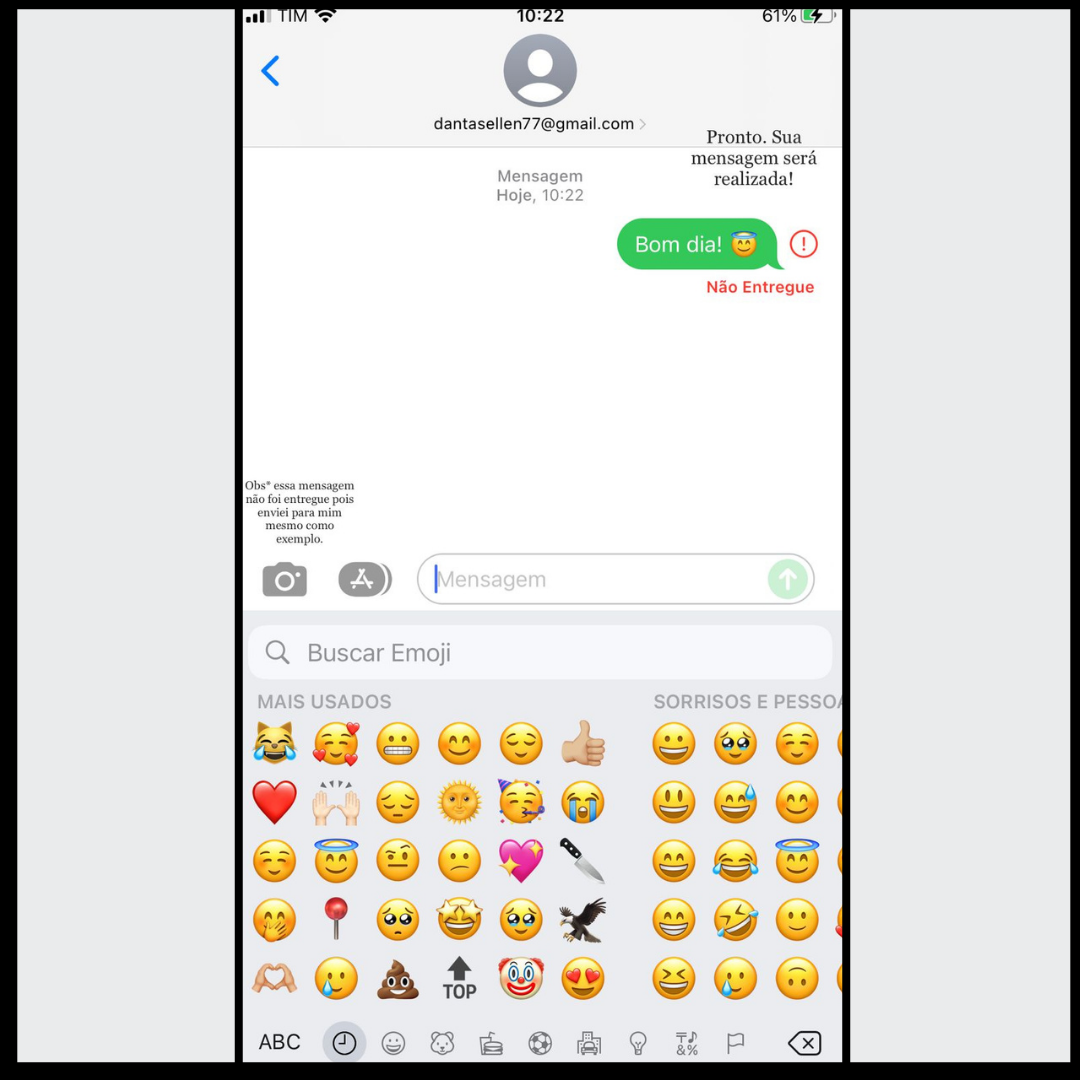 TIM 10:22 61%
dantasellen77@gmail.com
Pronto. Sua
mensagem será
realizada!
Mensagem
Hoje, 10:22
Bom dia! 😇
Não Entregue
Obs* essa mensagem
não foi entregue pois
enviei para mim
mesmo como
exemplo.
Mensagem
Buscar Emoji
MAIS USADOS SORRISOS E PESSOA
TOP
ABC
&%